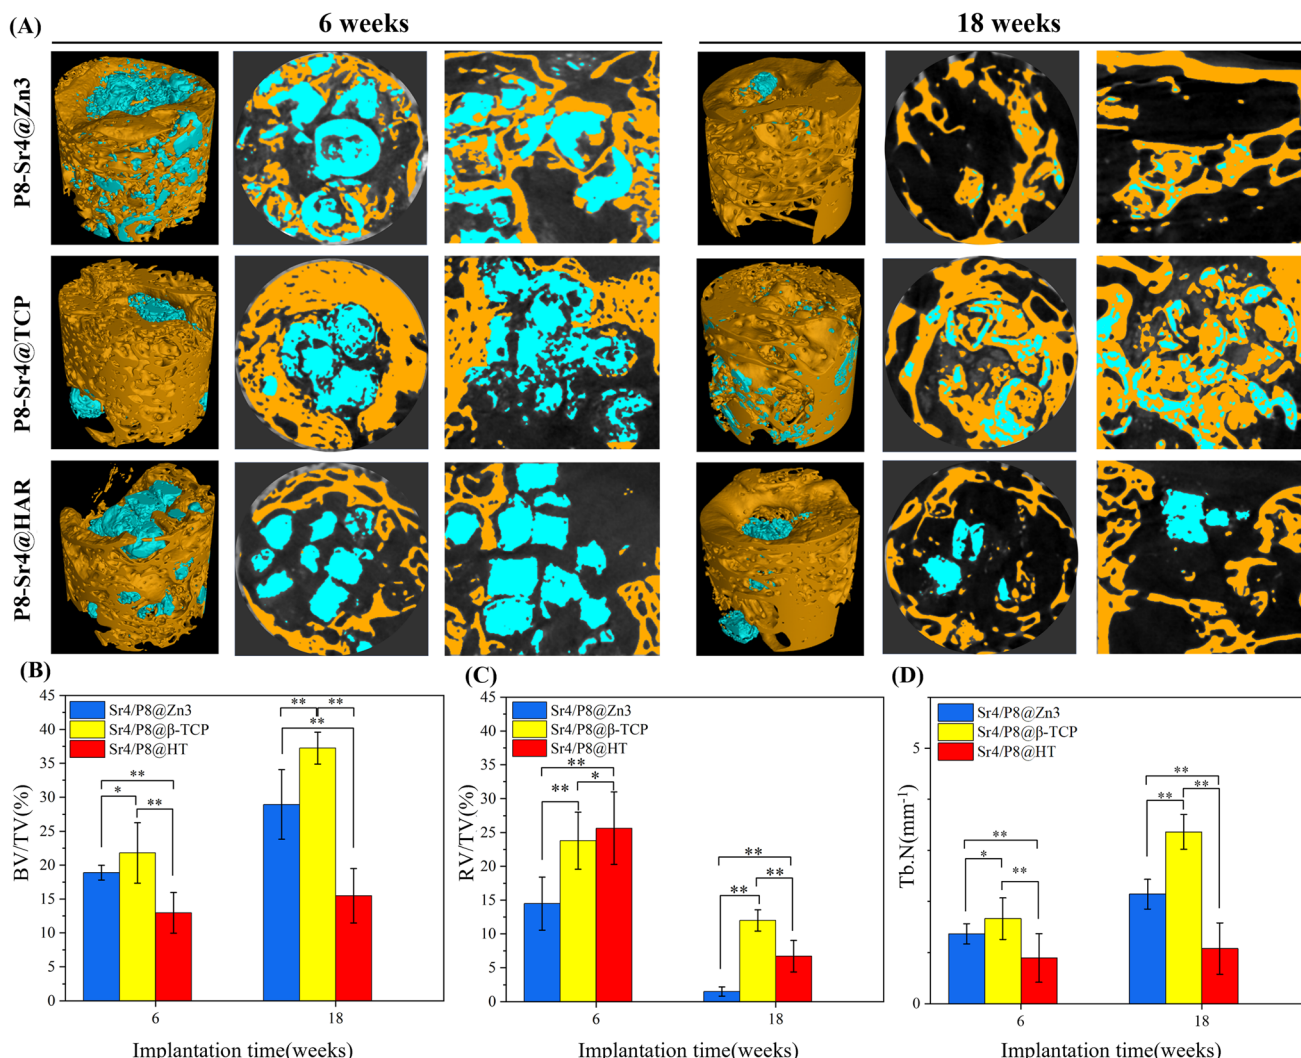 (A)
6 weeks
18 weeks
P8-Sr4@Zn3
P8-Sr4@TCP
P8-Sr4@HAR
(B)
45
40
35
30
25
20
15
10
5
0
BV/TV(%)
Sr4/P8@Zn3
Sr4/P8@β-TCP
Sr4/P8@HT
**
*
**
**
**
**
6
18
Implantation time(weeks)
(C)
45
40
35
30
25
20
15
10
5
0
RV/TV(%)
Sr4/P8@Zn3
Sr4/P8@β-TCP
Sr4/P8@HT
**
**
*
**
**
**
6
18
Implantation time(weeks)
(D)
5
0
Tb.N(mm⁻¹)
Sr4/P8@Zn3
Sr4/P8@β-TCP
Sr4/P8@HT
**
*
**
**
**
**
6
18
Implantation time(weeks)